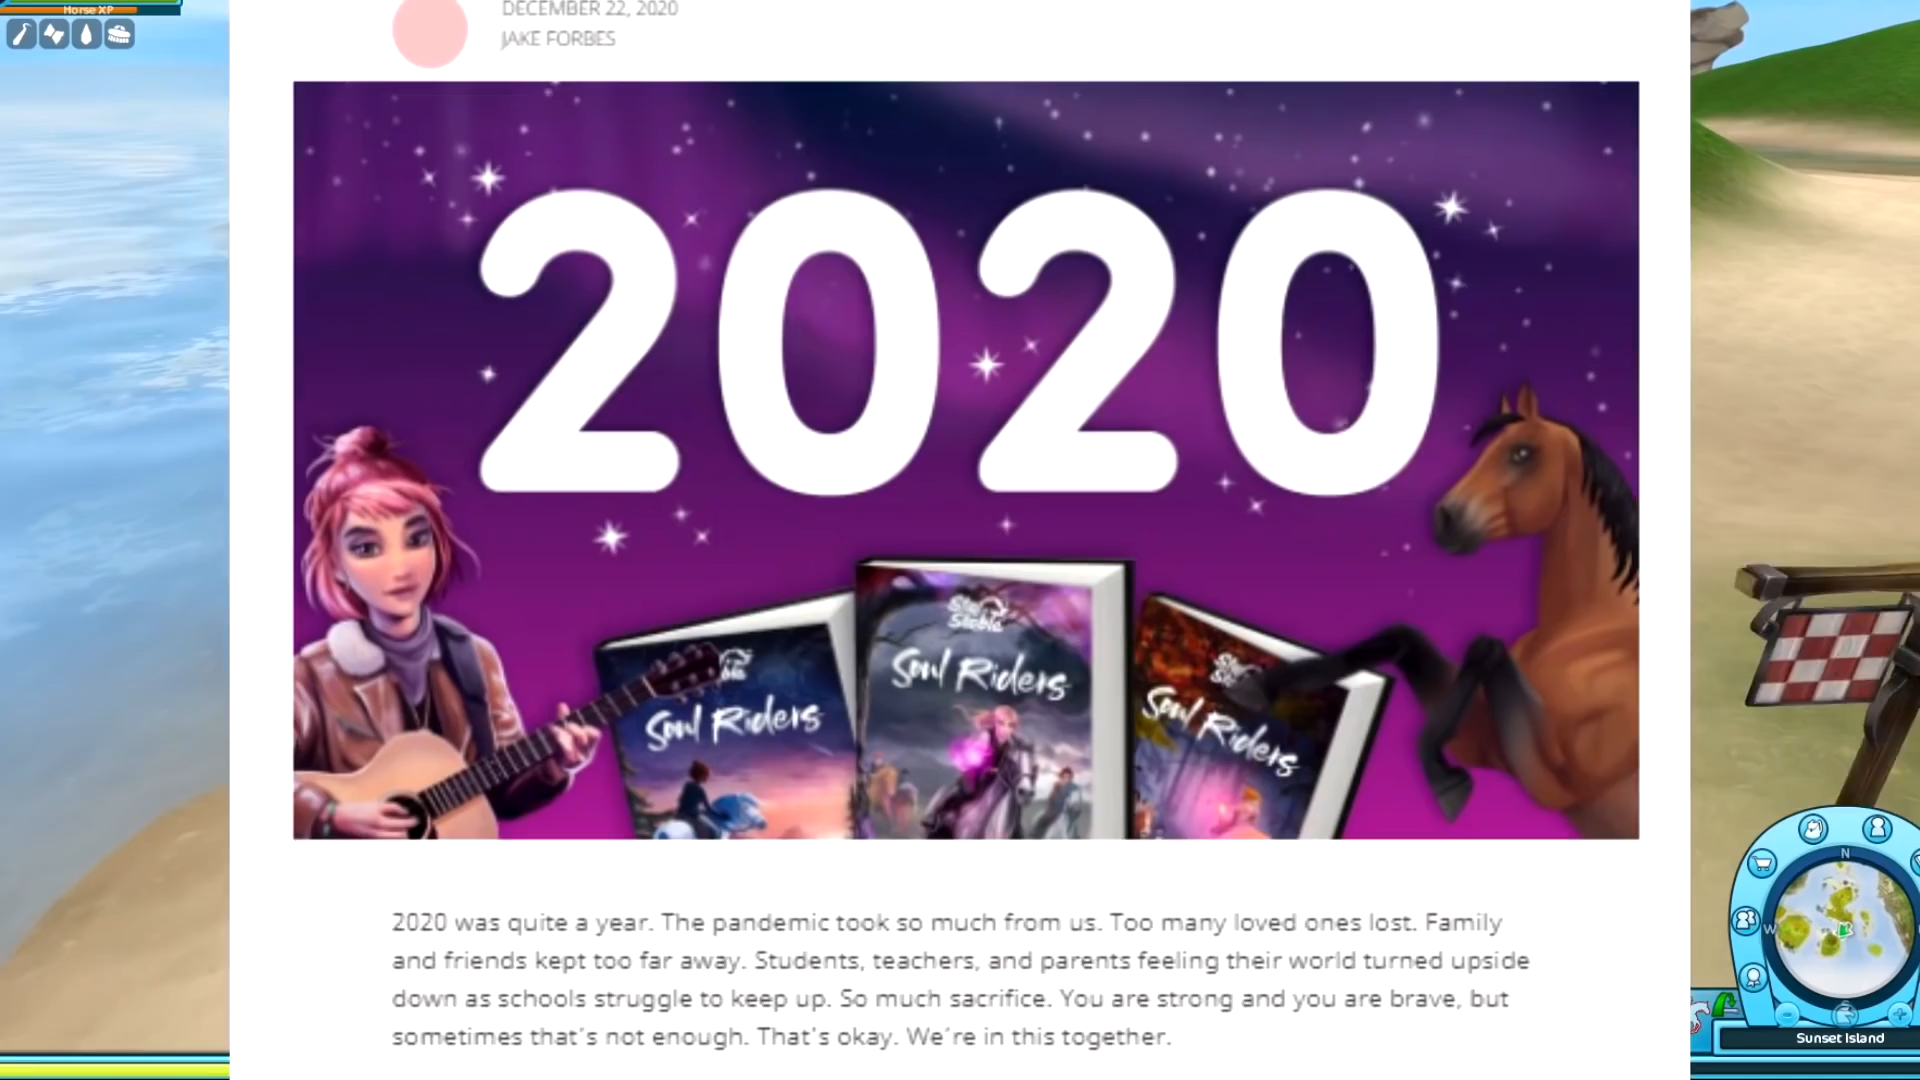 Horse XP
DECEMBER 22, 2020
JAKE FORBES
2020
Star
Stable
Soul Riders
Soul Riders
Soul Riders
N
W
2020 was quite a year. The pandemic took so much from us. Too many loved ones lost. Family
and friends kept too far away. Students, teachers, and parents feeling their world turned upside
down as schools struggle to keep up. So much sacrifice. You are strong and you are brave, but
sometimes that's not enough. That's okay. We're in this together.
Sunset Island